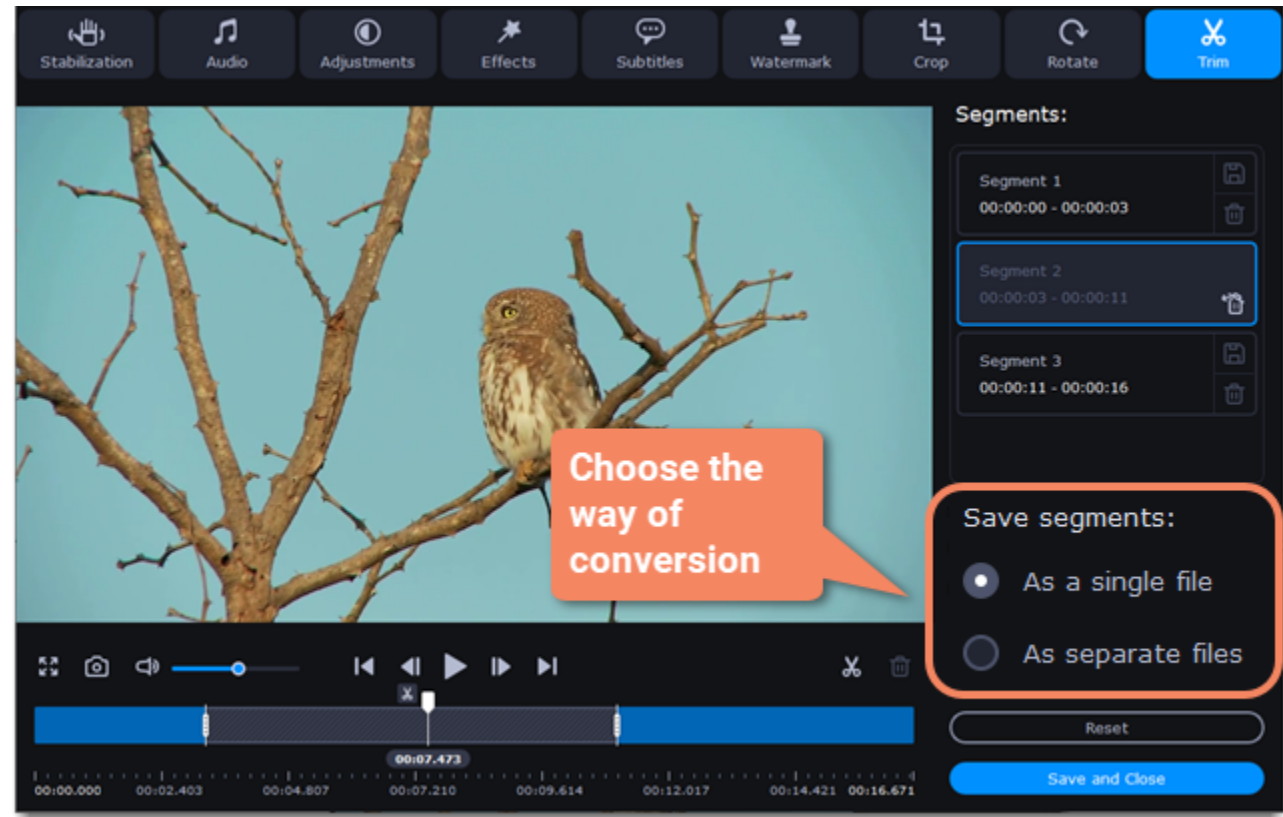 Stabilization
Audio
Adjustments
Effects
Subtitles
Watermark
Crop
Rotate
Trim
Segments:
Segment 1
00:00:00 - 00:00:03
Segment 2
00:00:03 - 00:00:11
Segment 3
00:00:11 - 00:00:16
Choose the
way of
conversion
Save segments:
As a single file
As separate files
00:07.473
00:00.000
00:02.403
00:04.807
00:07.210
00:09.614
00:12.017
00:14.421
00:16.671
Reset
Save and Close